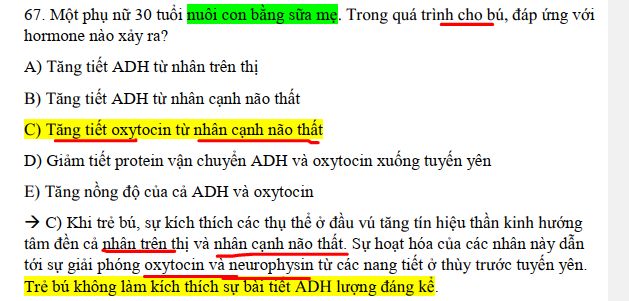 67. Một phụ nữ 30 tuổi nuôi con bằng sữa mẹ. Trong quá trình cho bú, đáp ứng với
hormone nào xảy ra?
A) Tăng tiết ADH từ nhân trên thị
B) Tăng tiết ADH từ nhân cạnh não thất
C) Tăng tiết oxytocin từ nhân cạnh não thất
D) Giảm tiết protein vận chuyển ADH và oxytocin xuống tuyến yên
E) Tăng nồng độ của cả ADH và oxytocin
→ C) Khi trẻ bú, sự kích thích các thụ thể ở đầu vú tăng tín hiệu thần kinh hướng
tâm đến cả nhân trên thị và nhân cạnh não thất. Sự hoạt hóa của các nhân này dẫn
tới sự giải phóng oxytocin và neurophysin từ các nang tiết ở thùy trước tuyến yên.
Trẻ bú không làm kích thích sự bài tiết ADH lượng đáng kể.